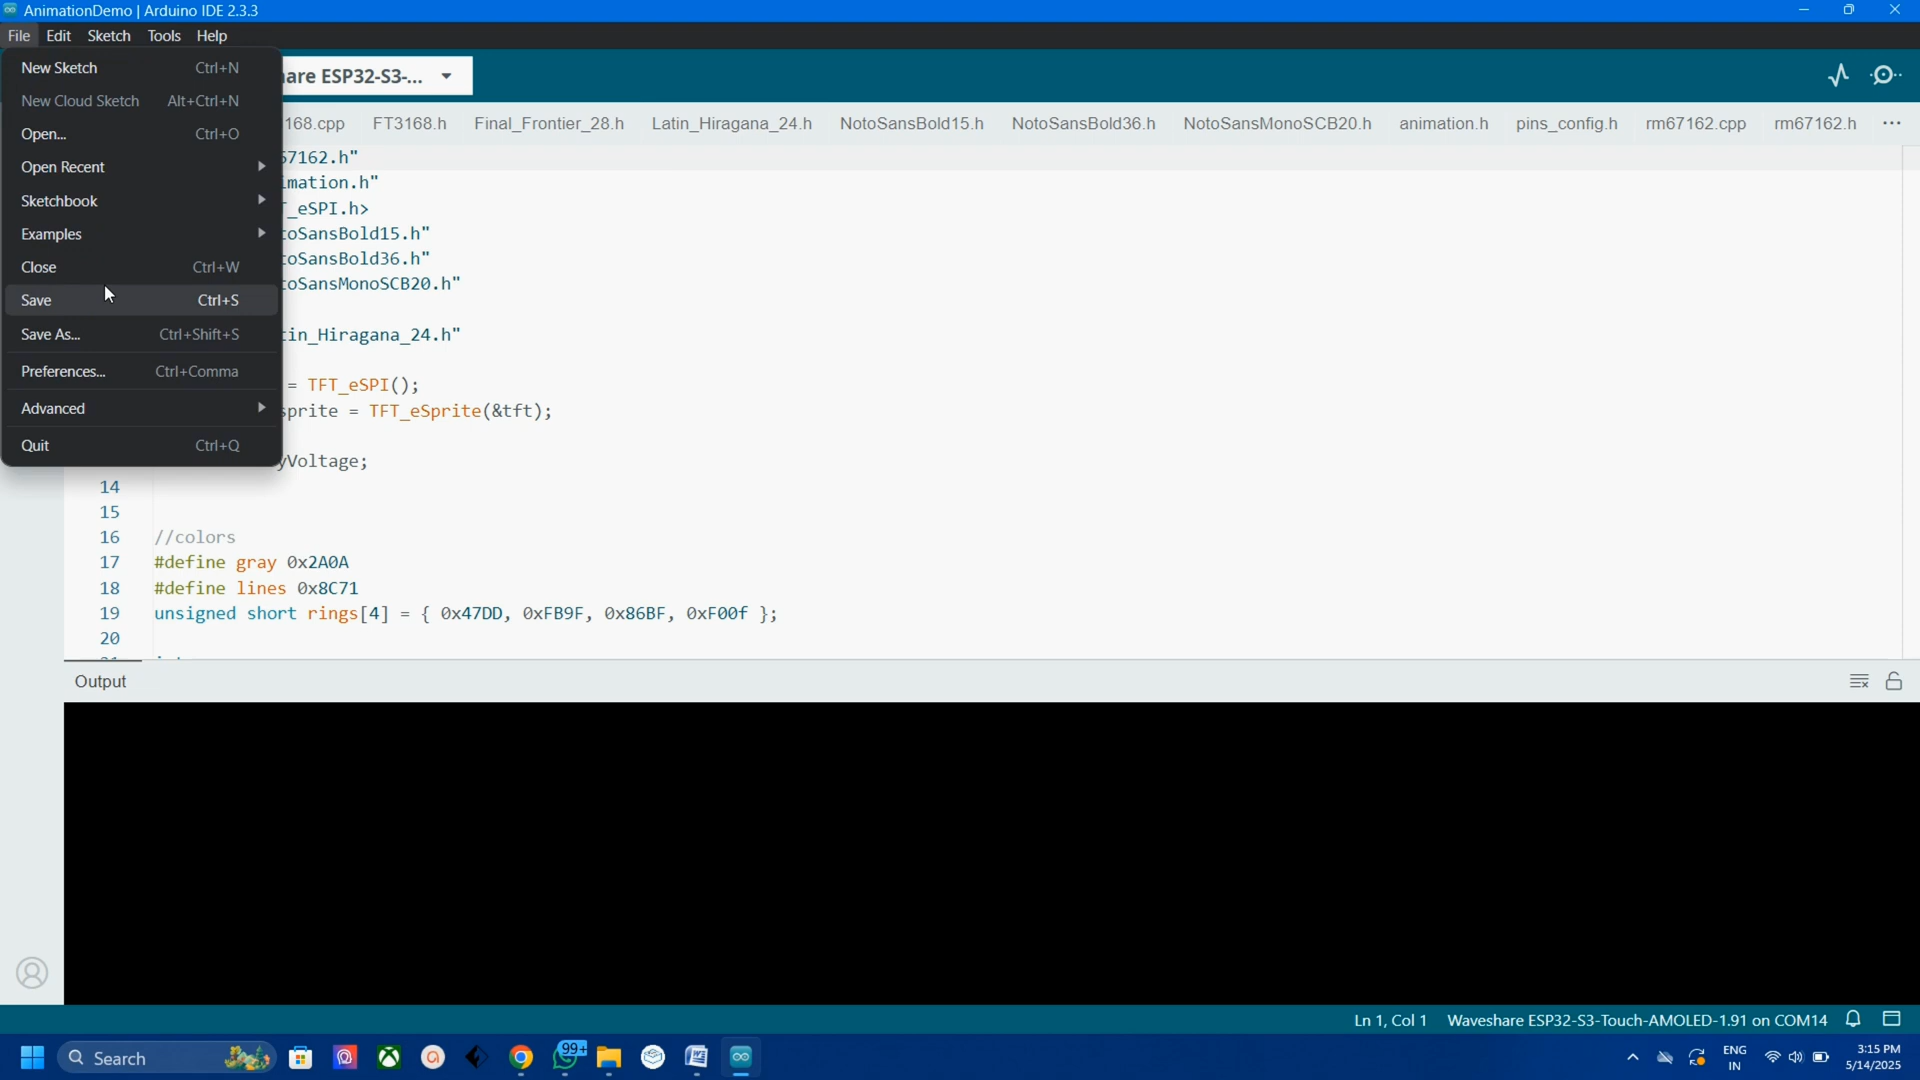 AnimationDemo | Arduino IDE 2.3.3
File Edit Sketch Tools Help
New Sketch Ctrl+N
New Cloud Sketch Alt+Ctrl+N
Open... Ctrl+O
Open Recent
Sketchbook
Examples
Close Ctrl+W
Save Ctrl+S
Save As... Ctrl+Shift+S
Preferences... Ctrl+Comma
Advanced
Quit Ctrl+Q
are ESP32-S3-...
168.cpp FT3168.h Final_Frontier_28.h Latin_Hiragana_24.h NotoSansBold15.h NotoSansBold36.h NotoSansMonoSCB20.h animation.h pins_config.h rm67162.cpp rm67162.h ...
7162.h"
imation.h"
_eSPI.h>
toSansBold15.h"
toSansBold36.h"
toSansMonoSCB20.h"
tin_Hiragana_24.h"
= TFT_eSPI();
sprite = TFT_eSprite(&tft);
yVoltage;
14
15
16 //colors
17 #define gray 0x2A0A
18 #define lines 0x8C71
19 unsigned short rings[4] = { 0x47DD, 0xFB9F, 0x86BF, 0xF00f };
20
Output
Ln 1, Col 1 Waveshare ESP32-S3-Touch-AMOLED-1.91 on COM14
Search 99+ ENG 3:15 PM
IN 5/14/2025